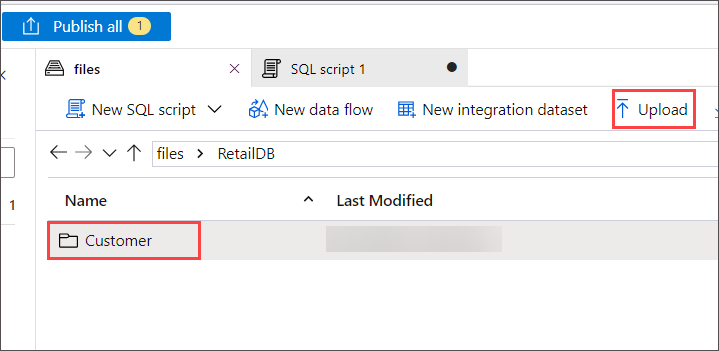 Publish all 1
files SQL script 1
New SQL script New data flow New integration dataset Upload
files RetailDB
1
Name Last Modified
Customer